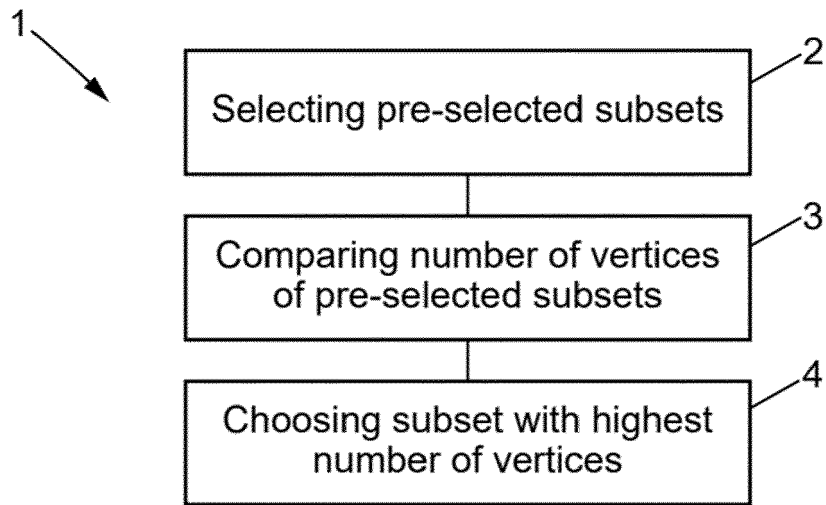 1
2
Selecting pre-selected subsets
3
Comparing number of vertices
of pre-selected subsets
4
Choosing subset with highest
number of vertices